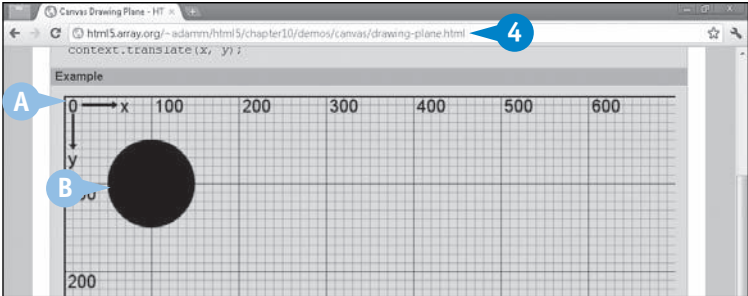 Canvas Drawing Plane - HT ×
html5.array.org/~adamm/html5/chapter10/demos/canvas/drawing-plane.html 4
context.translate(x, y);
Example
A 0 x 100 200 300 400 500 600
y
B
200